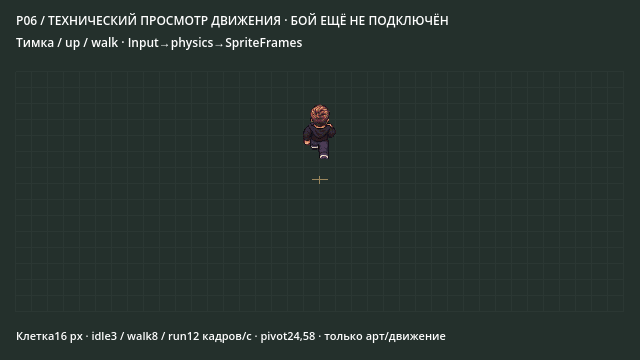 P06 / ТЕХНИЧЕСКИЙ ПРОСМОТР ДВИЖЕНИЯ · БОЙ ЕЩЁ НЕ ПОДКЛЮЧЁН
Тимка / up / walk · Input→physics→SpriteFrames
Клетка16 px · idle3 / walk8 / run12 кадров/с · pivot24,58 · только арт/движение